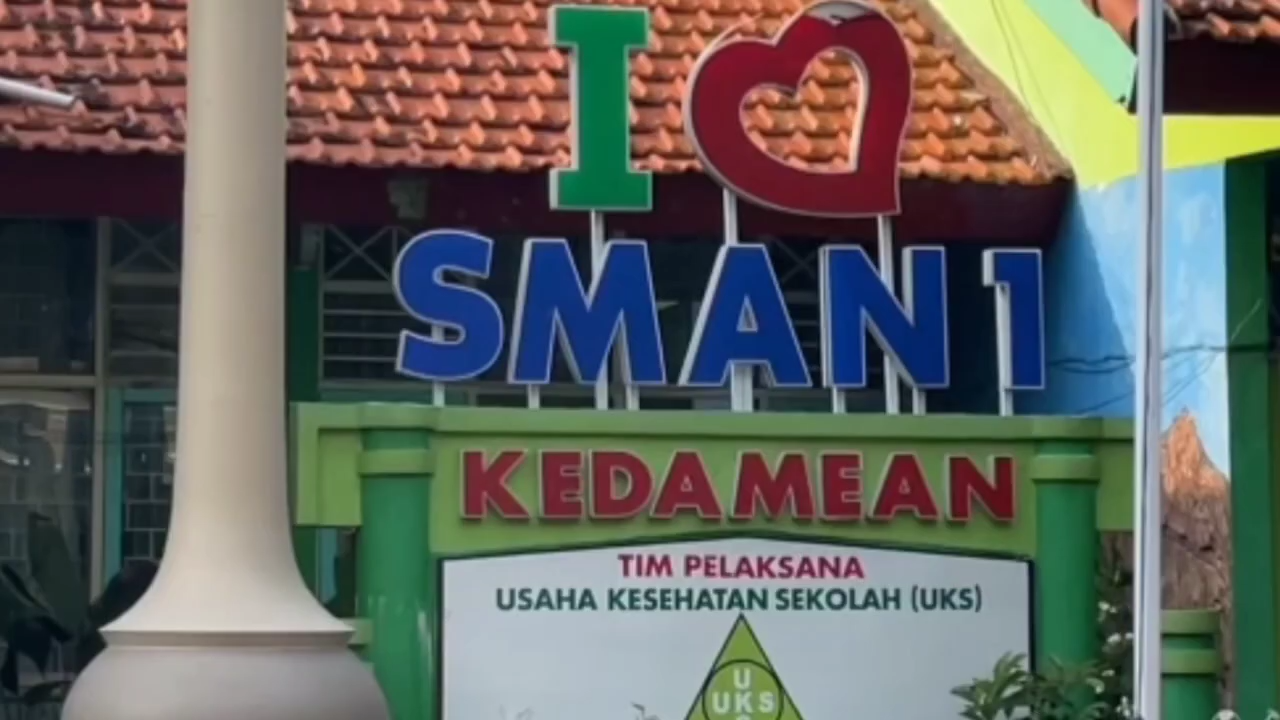 I
SMAN 1
KEDAMEAN
TIM PELAKSANA
USAHA KESEHATAN SEKOLAH (UKS)
U
UKS